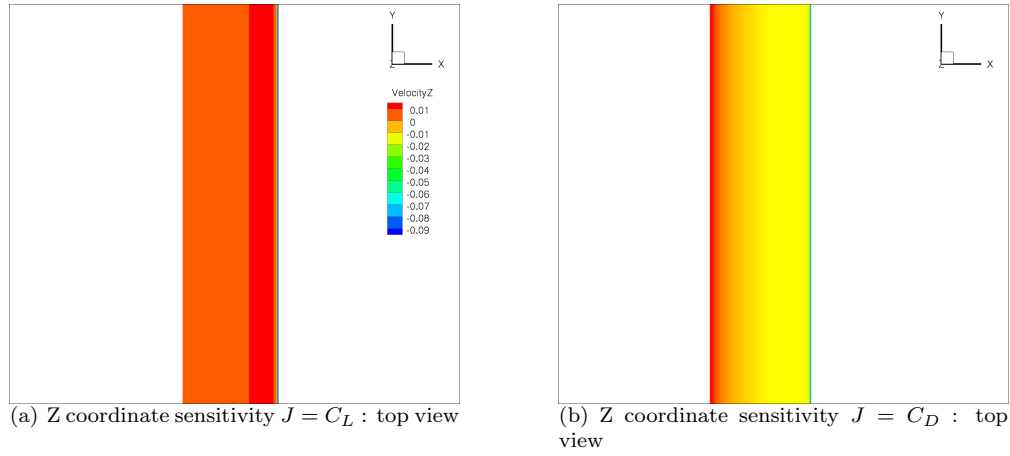 Y
Z X
VelocityZ
0.01
0
-0.01
-0.02
-0.03
-0.04
-0.05
-0.06
-0.07
-0.08
-0.09
(a) Z coordinate sensitivity J = C_L : top view
Y
Z X
(b) Z coordinate sensitivity J = C_D : top
view